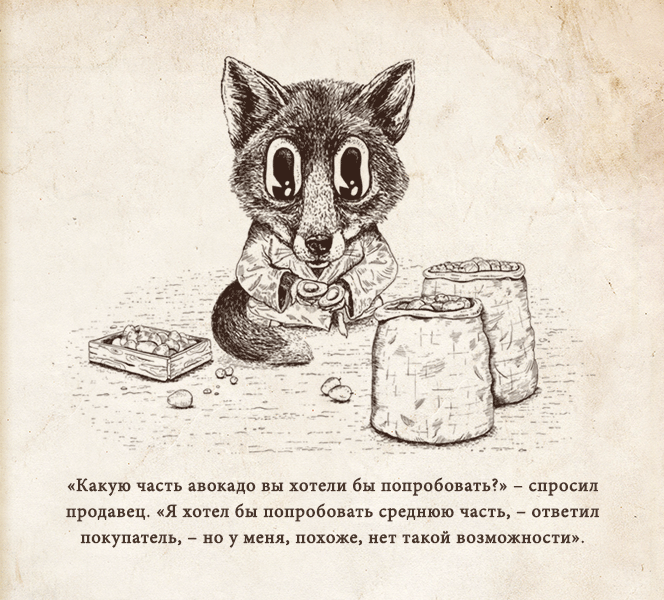 «Какую часть авокадо вы хотели бы попробовать?» – спросил
продавец. «Я хотел бы попробовать среднюю часть, – ответил
покупатель, – но у меня, похоже, нет такой возможности».